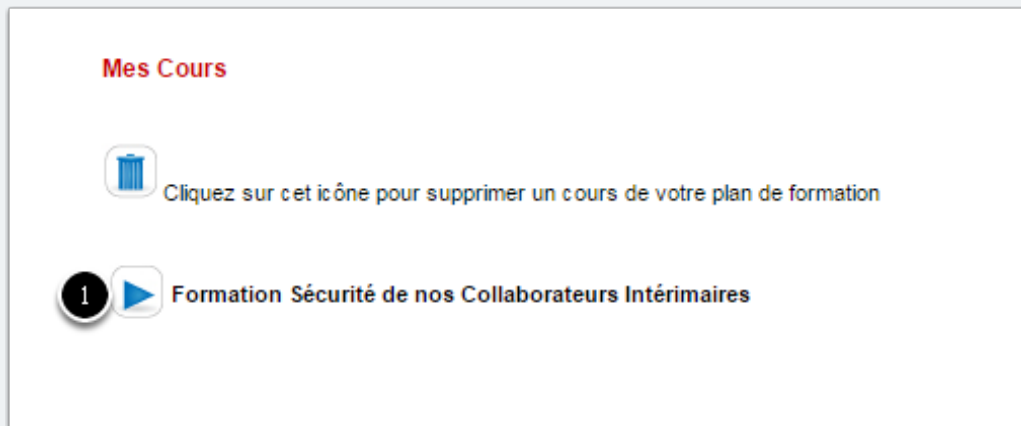 Mes Cours
Cliquez sur cet icône pour supprimer un cours de votre plan de formation
1 Formation Sécurité de nos Collaborateurs Intérimaires